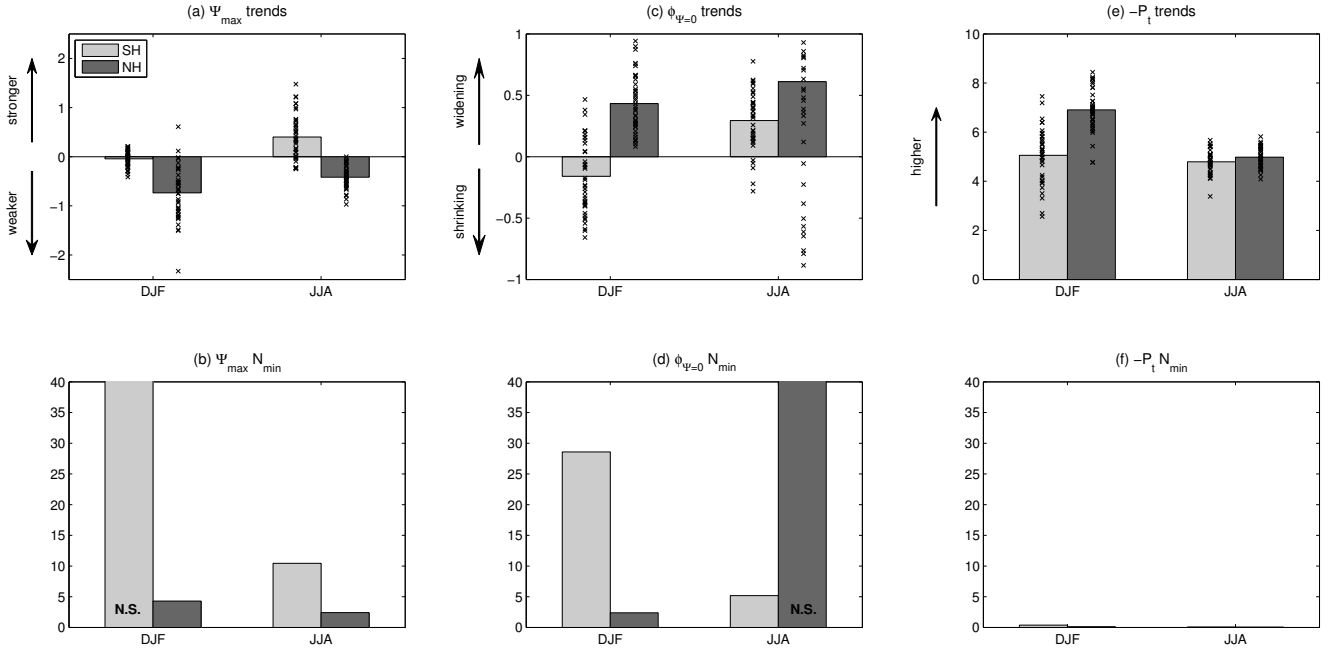 (a) Ψmax trends
stronger
weaker
2
1
0
−1
−2
SH
NH
DJF
JJA
(c) ϕΨ=0 trends
widening
shrinking
1
0.5
0
−0.5
−1
DJF
JJA
(e) −Pt trends
higher
10
8
6
4
2
0
DJF
JJA
(b) Ψmax Nmin
40
35
30
25
20
15
10
5
0
N.S.
DJF
JJA
(d) ϕΨ=0 Nmin
40
35
30
25
20
15
10
5
0
N.S.
DJF
JJA
(f) −Pt Nmin
40
35
30
25
20
15
10
5
0
DJF
JJA